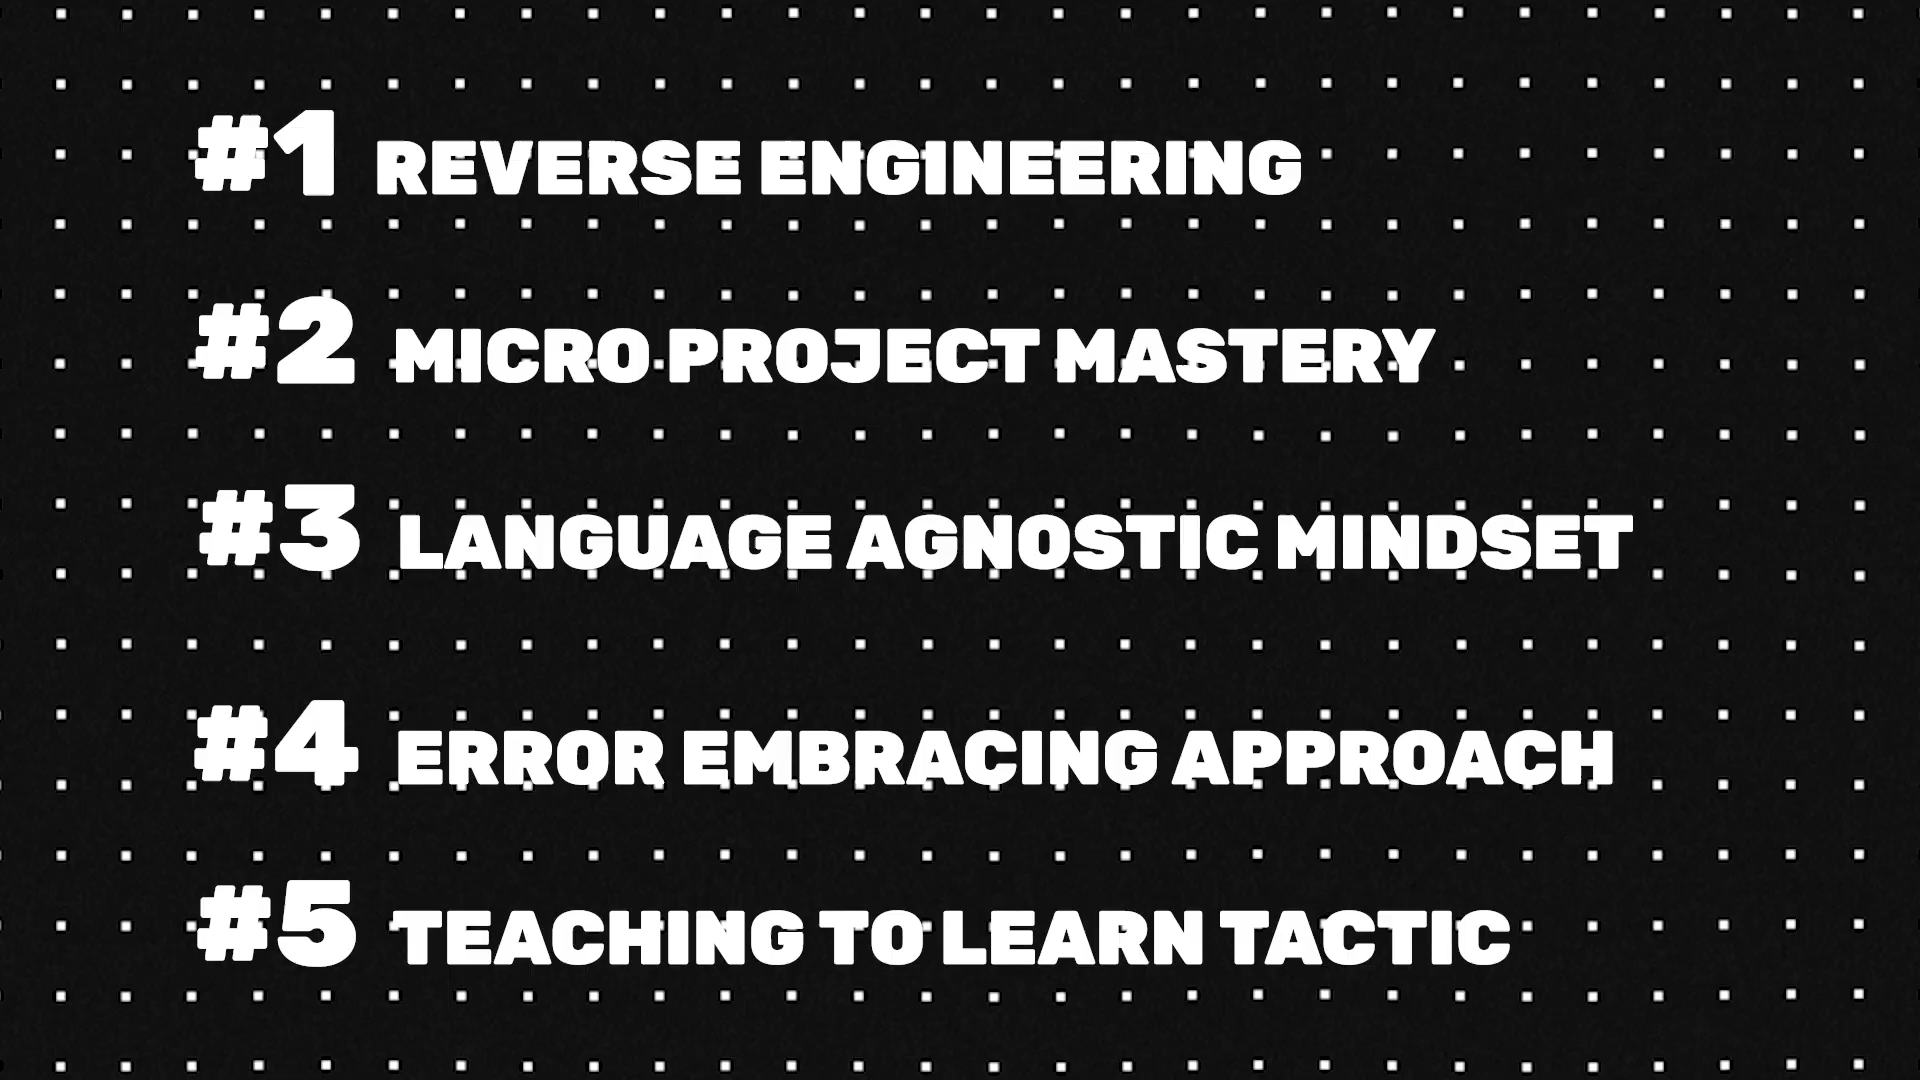 #1 REVERSE ENGINEERING
#2 MICRO PROJECT MASTERY
#3 LANGUAGE AGNOSTIC MINDSET
#4 ERROR EMBRACING APPROACH
#5 TEACHING TO LEARN TACTIC